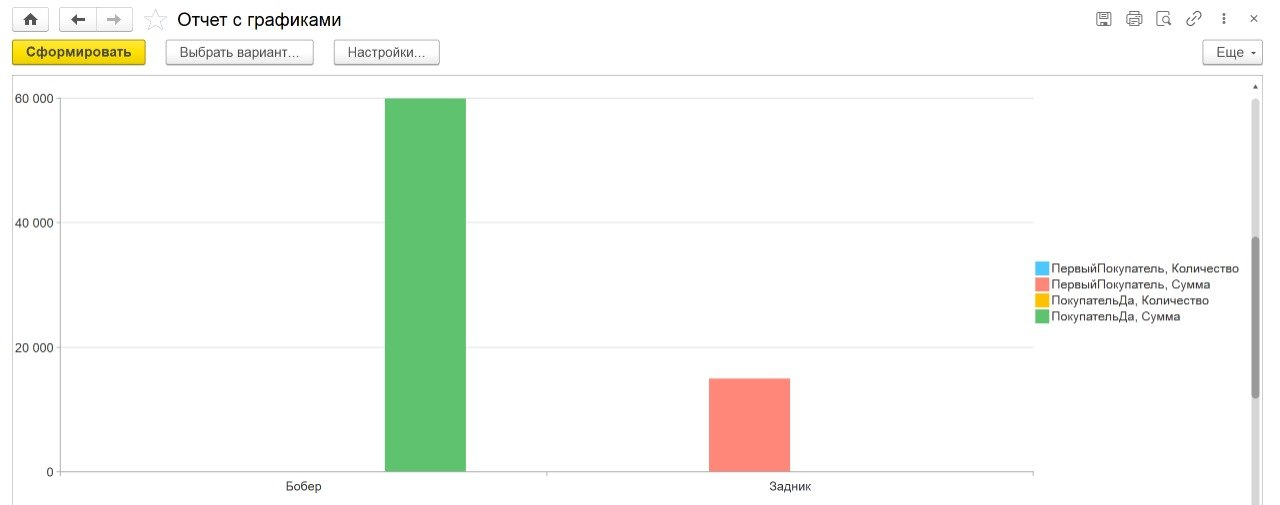 Отчет с графиками
Сформировать Выбрать вариант... Настройки... Еще
60 000
40 000
ПервыйПокупатель, Количество
ПервыйПокупатель, Сумма
ПокупательДа, Количество
ПокупательДа, Сумма
20 000
0
Бобер Задник